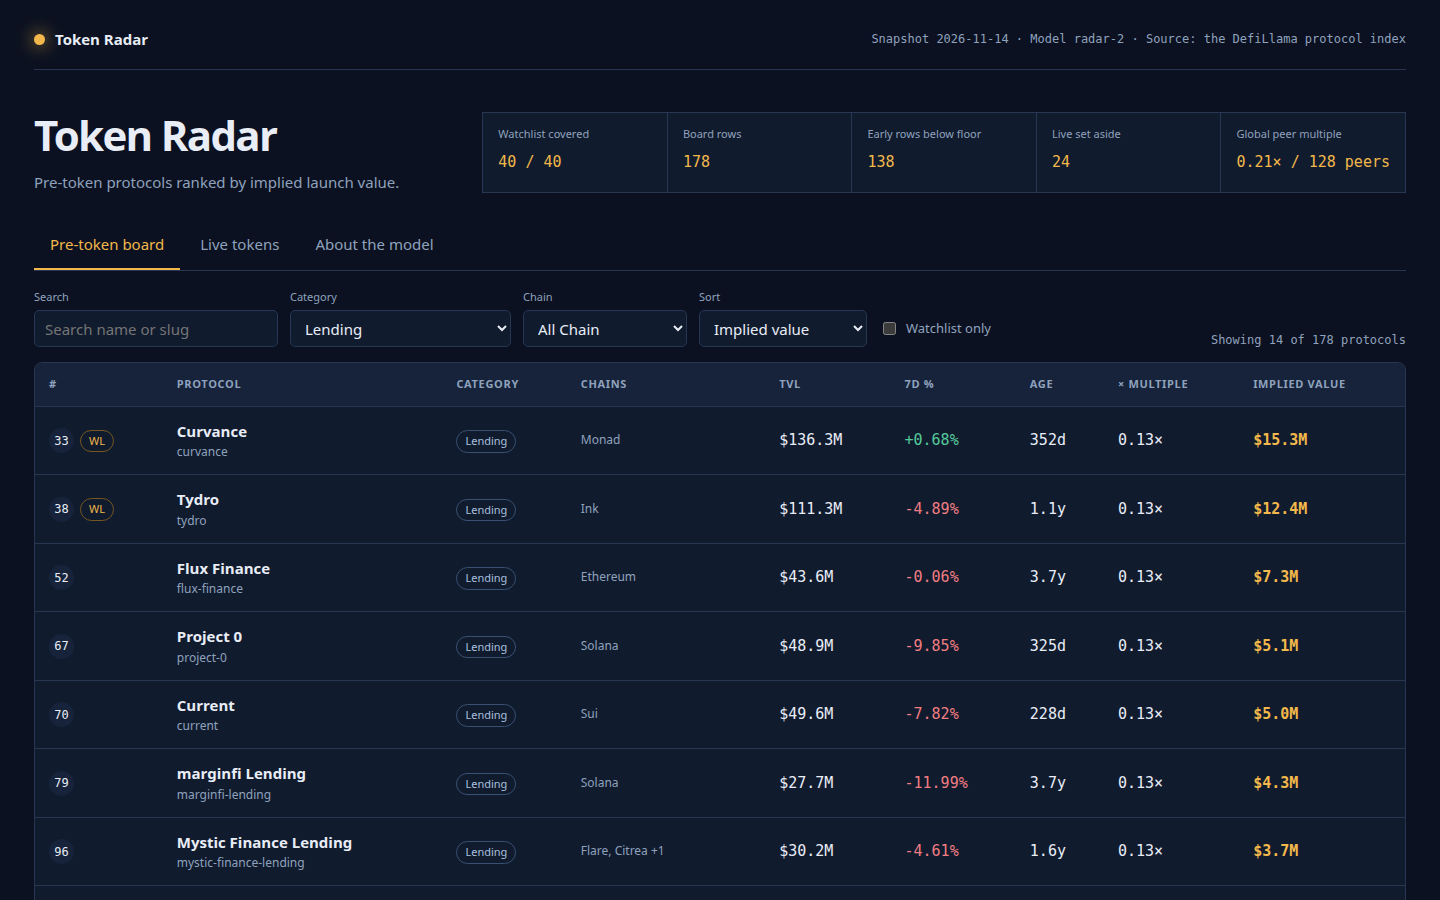 Token Radar
Snapshot 2026-11-14 · Model radar-2 · Source: the DefiLlama protocol index
Token Radar
Pre-token protocols ranked by implied launch value.
Watchlist covered
40 / 40
Board rows
178
Early rows below floor
138
Live set aside
24
Global peer multiple
0.21× / 128 peers
Pre-token board
Live tokens
About the model
Search
Search name or slug
Category
Lending
Chain
All Chain
Sort
Implied value
Watchlist only
Showing 14 of 178 protocols
# PROTOCOL CATEGORY CHAINS TVL 7D % AGE × MULTIPLE IMPLIED VALUE
33 WL Curvance Lending Monad $136.3M +0.68% 352d 0.13× $15.3M
curvance
38 WL Tydro Lending Ink $111.3M -4.89% 1.1y 0.13× $12.4M
tydro
52 Flux Finance Lending Ethereum $43.6M -0.06% 3.7y 0.13× $7.3M
flux-finance
67 Project 0 Lending Solana $48.9M -9.85% 325d 0.13× $5.1M
project-0
70 Current Lending Sui $49.6M -7.82% 228d 0.13× $5.0M
current
79 marginfi Lending Lending Solana $27.7M -11.99% 3.7y 0.13× $4.3M
marginfi-lending
96 Mystic Finance Lending Lending Flare, Citrea +1 $30.2M -4.61% 1.6y 0.13× $3.7M
mystic-finance-lending